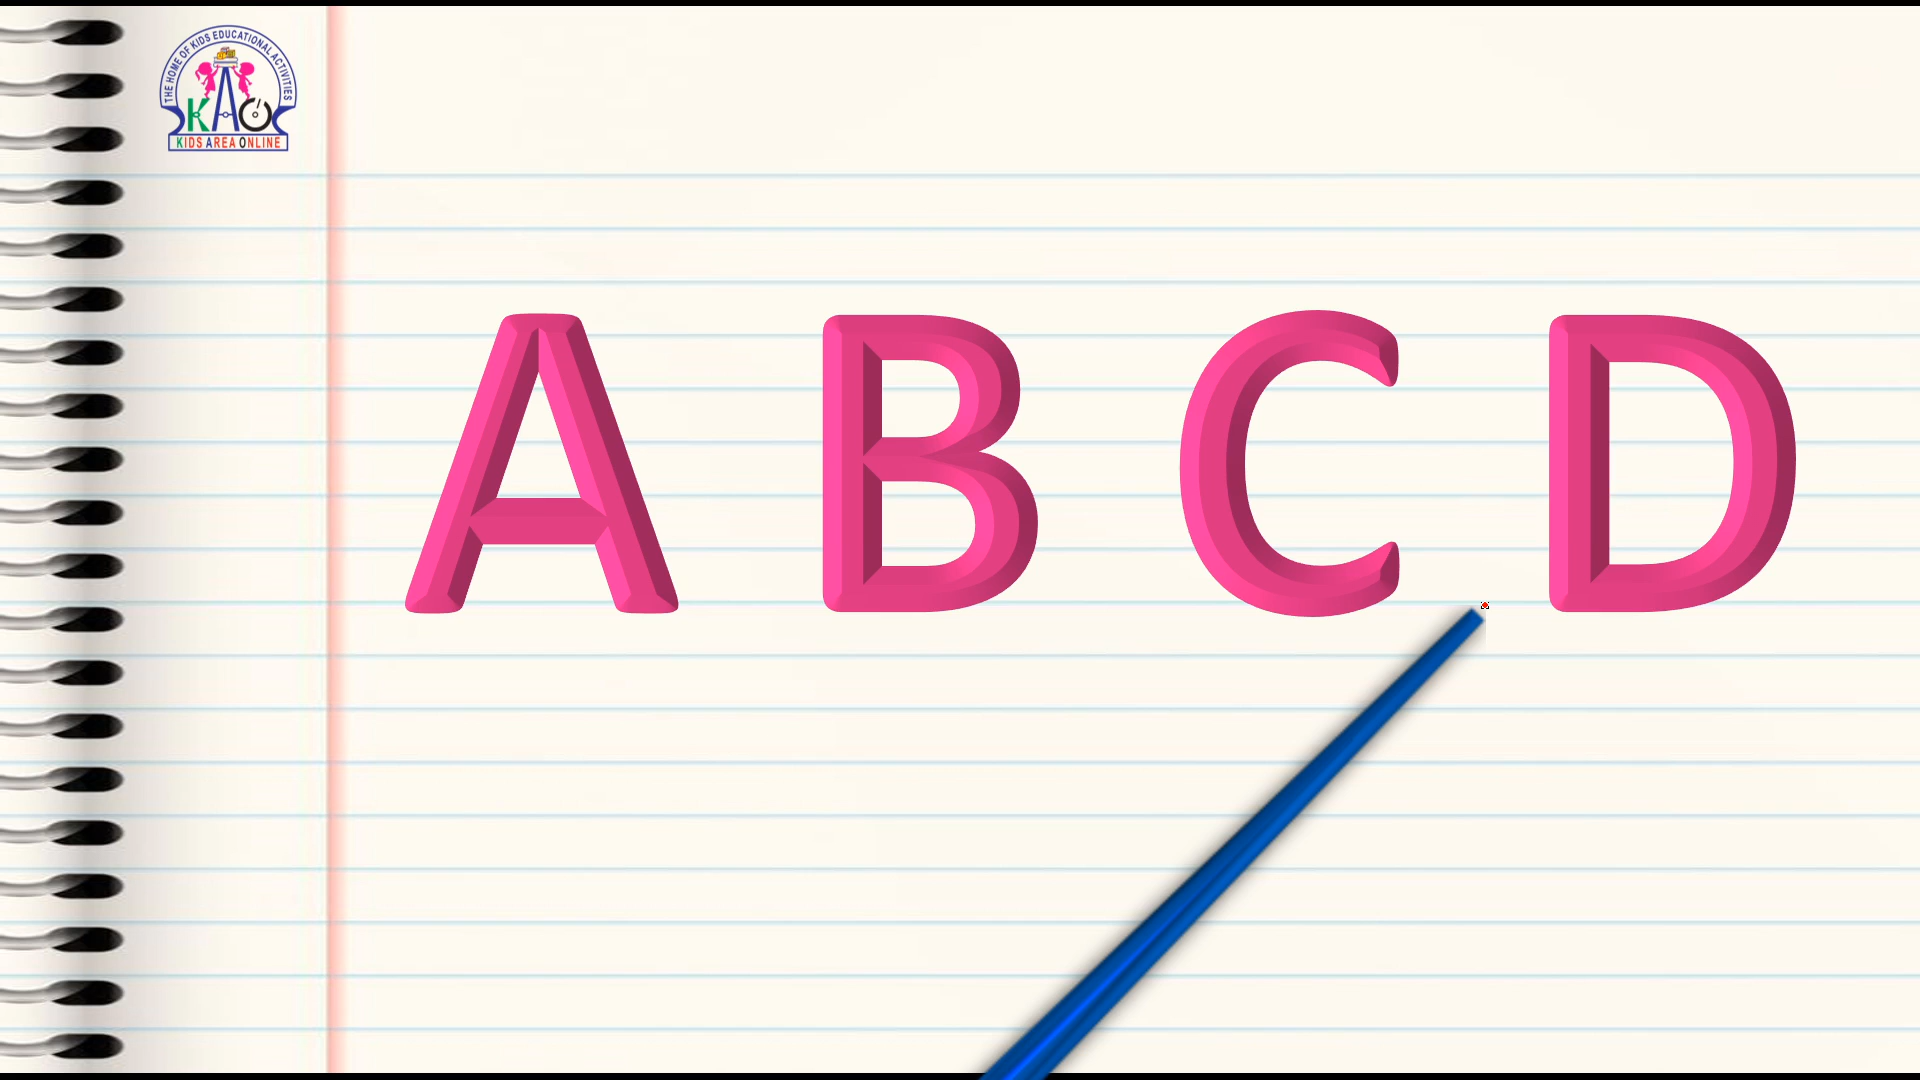 THE HOME OF KIDS EDUCATIONAL ACTIVITIES
KAO
KIDS AREA ONLINE
A B C D